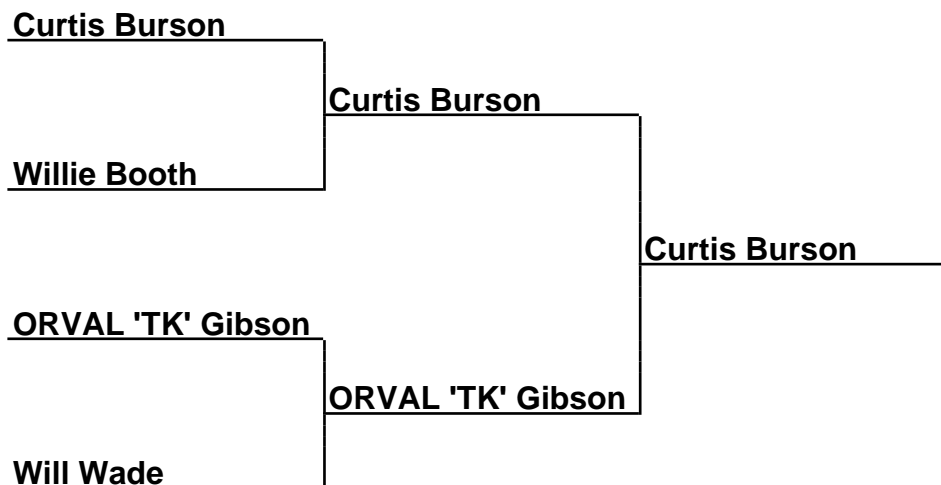 Curtis Burson
Curtis Burson
Willie Booth
Curtis Burson
ORVAL 'TK' Gibson
ORVAL 'TK' Gibson
Will Wade